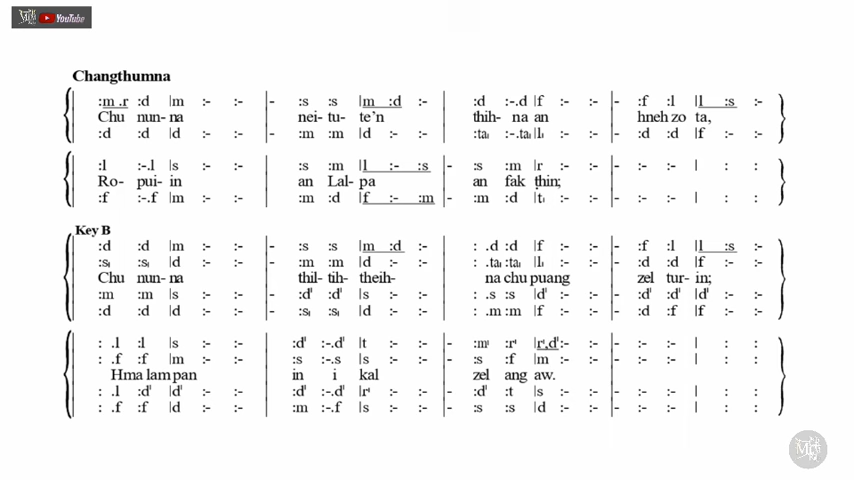 YouTube
Changthumna
:m .r :d |m :- :- |- :s :s |m :d :- | :d :-.d |f :- :- |- :f :l |l :s :-
Chu nun- na nei- tu- te'n thih- na an hneh zo ta,
:d :d |d :- :- |- :m :m |d :- :- | :ta₁ :-.ta₁ |l₁ :- :- |- :d :d |f :- :-
:l :-.l |s :- :- | :s :m |l :- :s |- :s :m |r :- :- |- :- :- | : :
Ro- pui- in an Lal- pa an fak ṭhin;
:f :-.f |m :- :- | :m :d |f :- :m |- :m :d |t₁ :- :- |- :- :- | : :
Key B
:d :d |m :- :- |- :s :s |m :d :- | : .d :d |f :- :- |- :f :l |l :s :-
:s₁ :s₁ |d :- :- |- :m :m |d :- :- | : .ta₁ :ta₁ |l₁ :- :- |- :d :d |f :- :-
Chu nun- na thil- tih- theih- na chu puang zel tur- in;
:m :m |s :- :- |- :d' :d' |s :- :- | : .s :s |d' :- :- |- :d' :d' |d' :- :-
:d :d |d :- :- |- :s₁ :s₁ |d :- :- | : .m :m |f :- :- |- :d :f |f :- :-
: .l :l |s :- :- | :d' :-.d' |t :- :- |- :m' :r' |r',d' :- :- |- :- :- | : :
: .f :f |m :- :- | :s :-.s |s :- :- |- :s :f |m :- :- |- :- :- | : :
Hma lam pan in i kal zel ang aw.
: .l :d' |d' :- :- | :d' :-.d' |r' :- :- |- :d' :t |s :- :- |- :- :- | : :
: .f :f |d :- :- | :m :-.f |s :- :- |- :s :s |d :- :- |- :- :- | : :